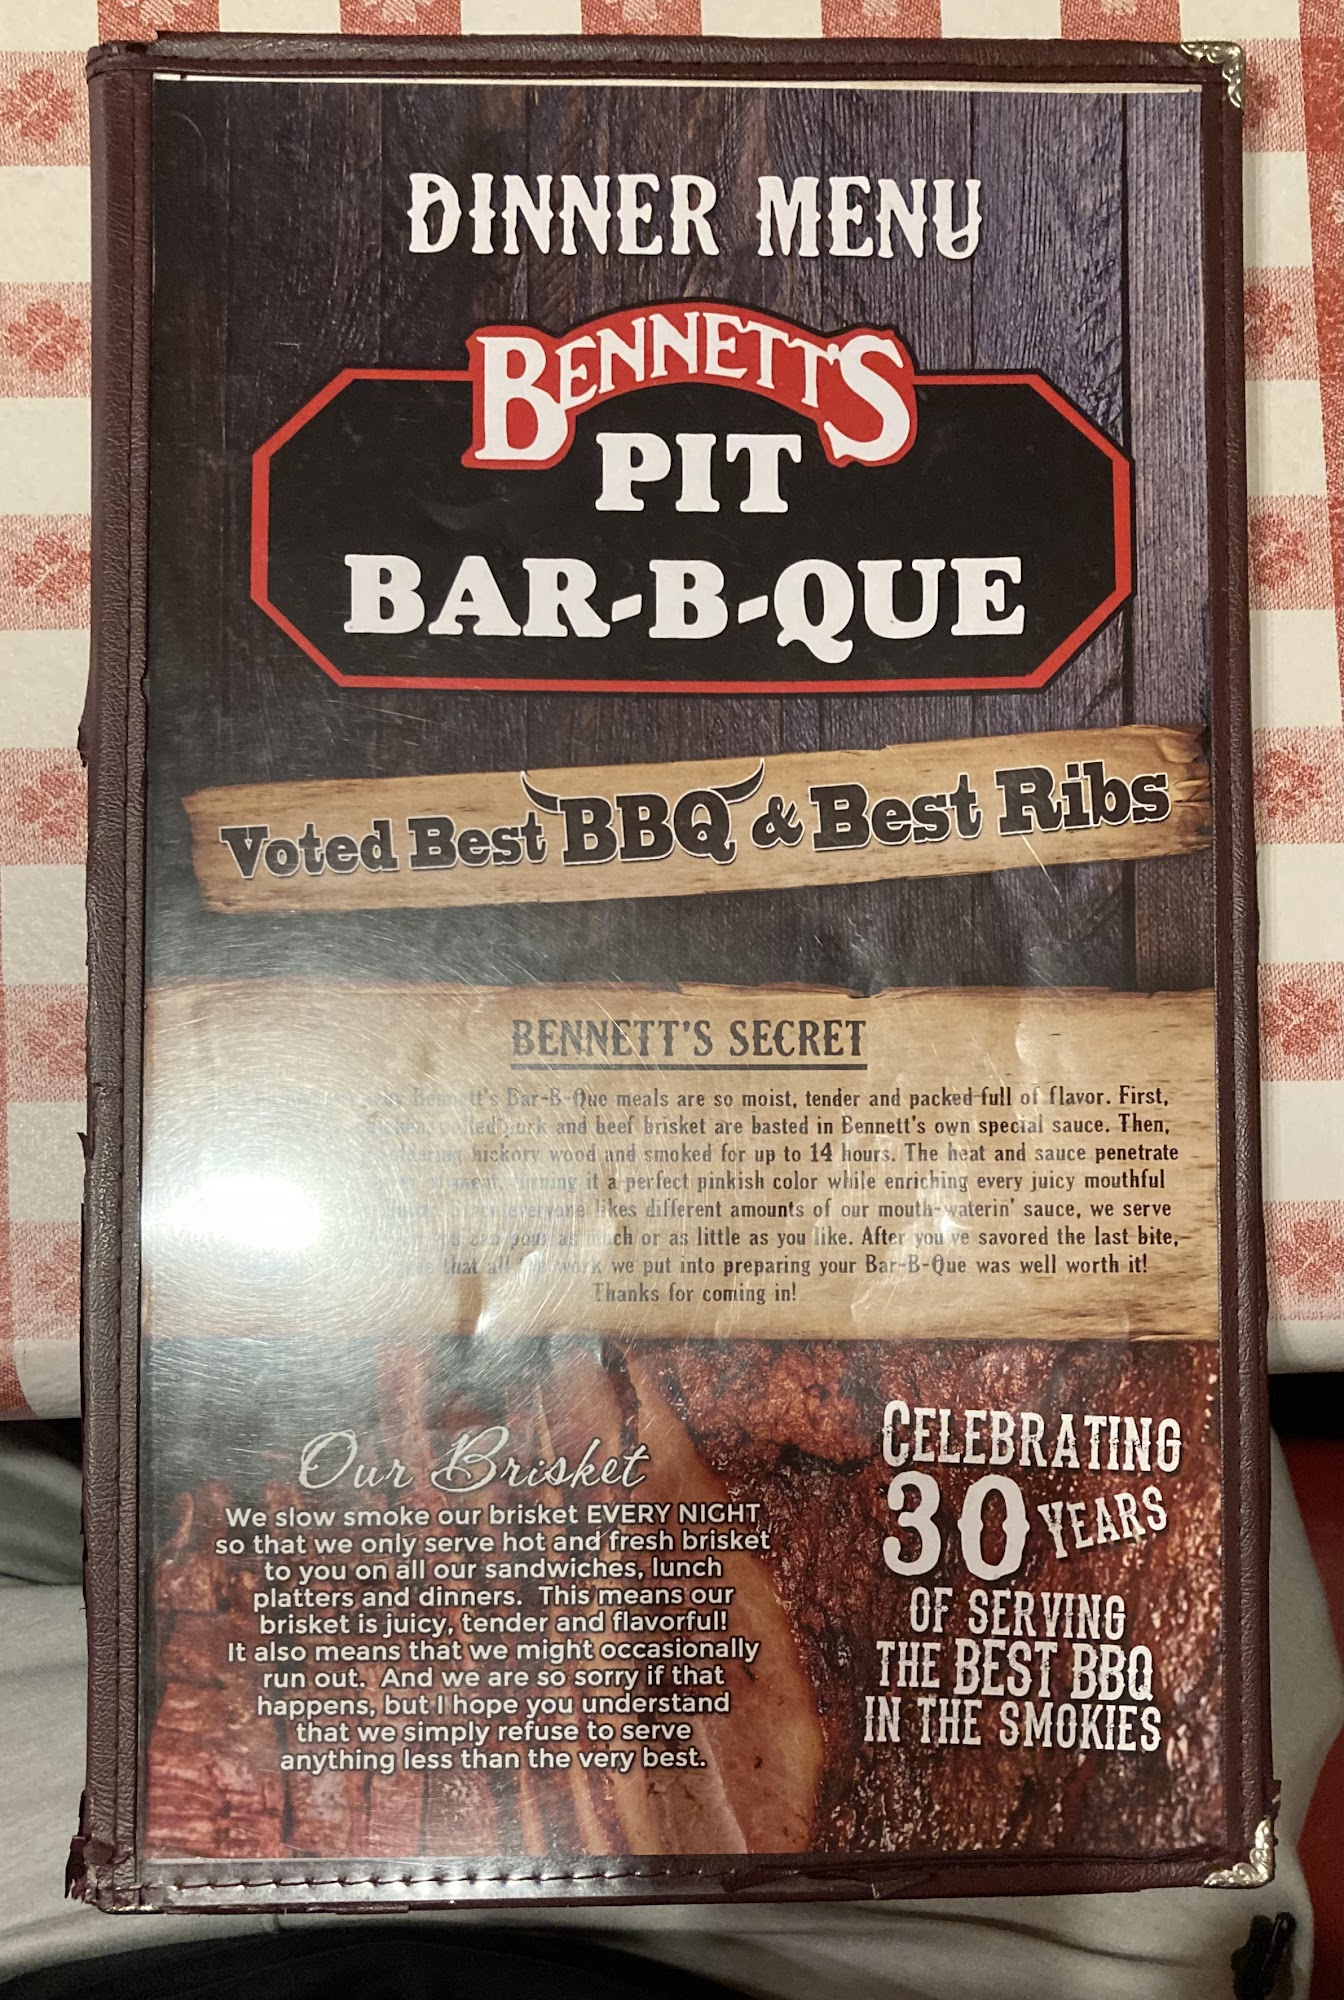 DINNER MENU
BENNETT'S
PIT
BAR-B-QUE
Voted Best BBQ & Best Ribs
BENNETT'S SECRET
Bennett's Bar-B-Que meals are so moist, tender and packed full of flavor. First,
pulled pork and beef brisket are basted in Bennett's own special sauce. Then,
hickory wood and smoked for up to 14 hours. The heat and sauce penetrate
meat, turning it a perfect pinkish color while enriching every juicy mouthful
everyone likes different amounts of our mouth-waterin' sauce, we serve
can pour as much or as little as you like. After you've savored the last bite,
that all the work we put into preparing your Bar-B-Que was well worth it!
Thanks for coming in!
Our Brisket
We slow smoke our brisket EVERY NIGHT
so that we only serve hot and fresh brisket
to you on all our sandwiches, lunch
platters and dinners. This means our
brisket is juicy, tender and flavorful!
It also means that we might occasionally
run out. And we are so sorry if that
happens, but I hope you understand
that we simply refuse to serve
anything less than the very best.
CELEBRATING
30 YEARS
OF SERVING
THE BEST BBQ
IN THE SMOKIES